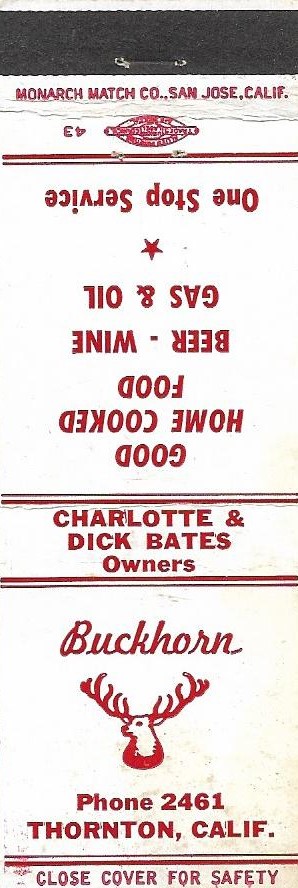 MONARCH MATCH CO., SAN JOSE, CALIF.
43
One Stop Service
GAS & OIL
BEER - WINE
GOOD
HOME COOKED
FOOD
CHARLOTTE &
DICK BATES
Owners
Buckhorn
Phone 2461
THORNTON, CALIF.
CLOSE COVER FOR SAFETY